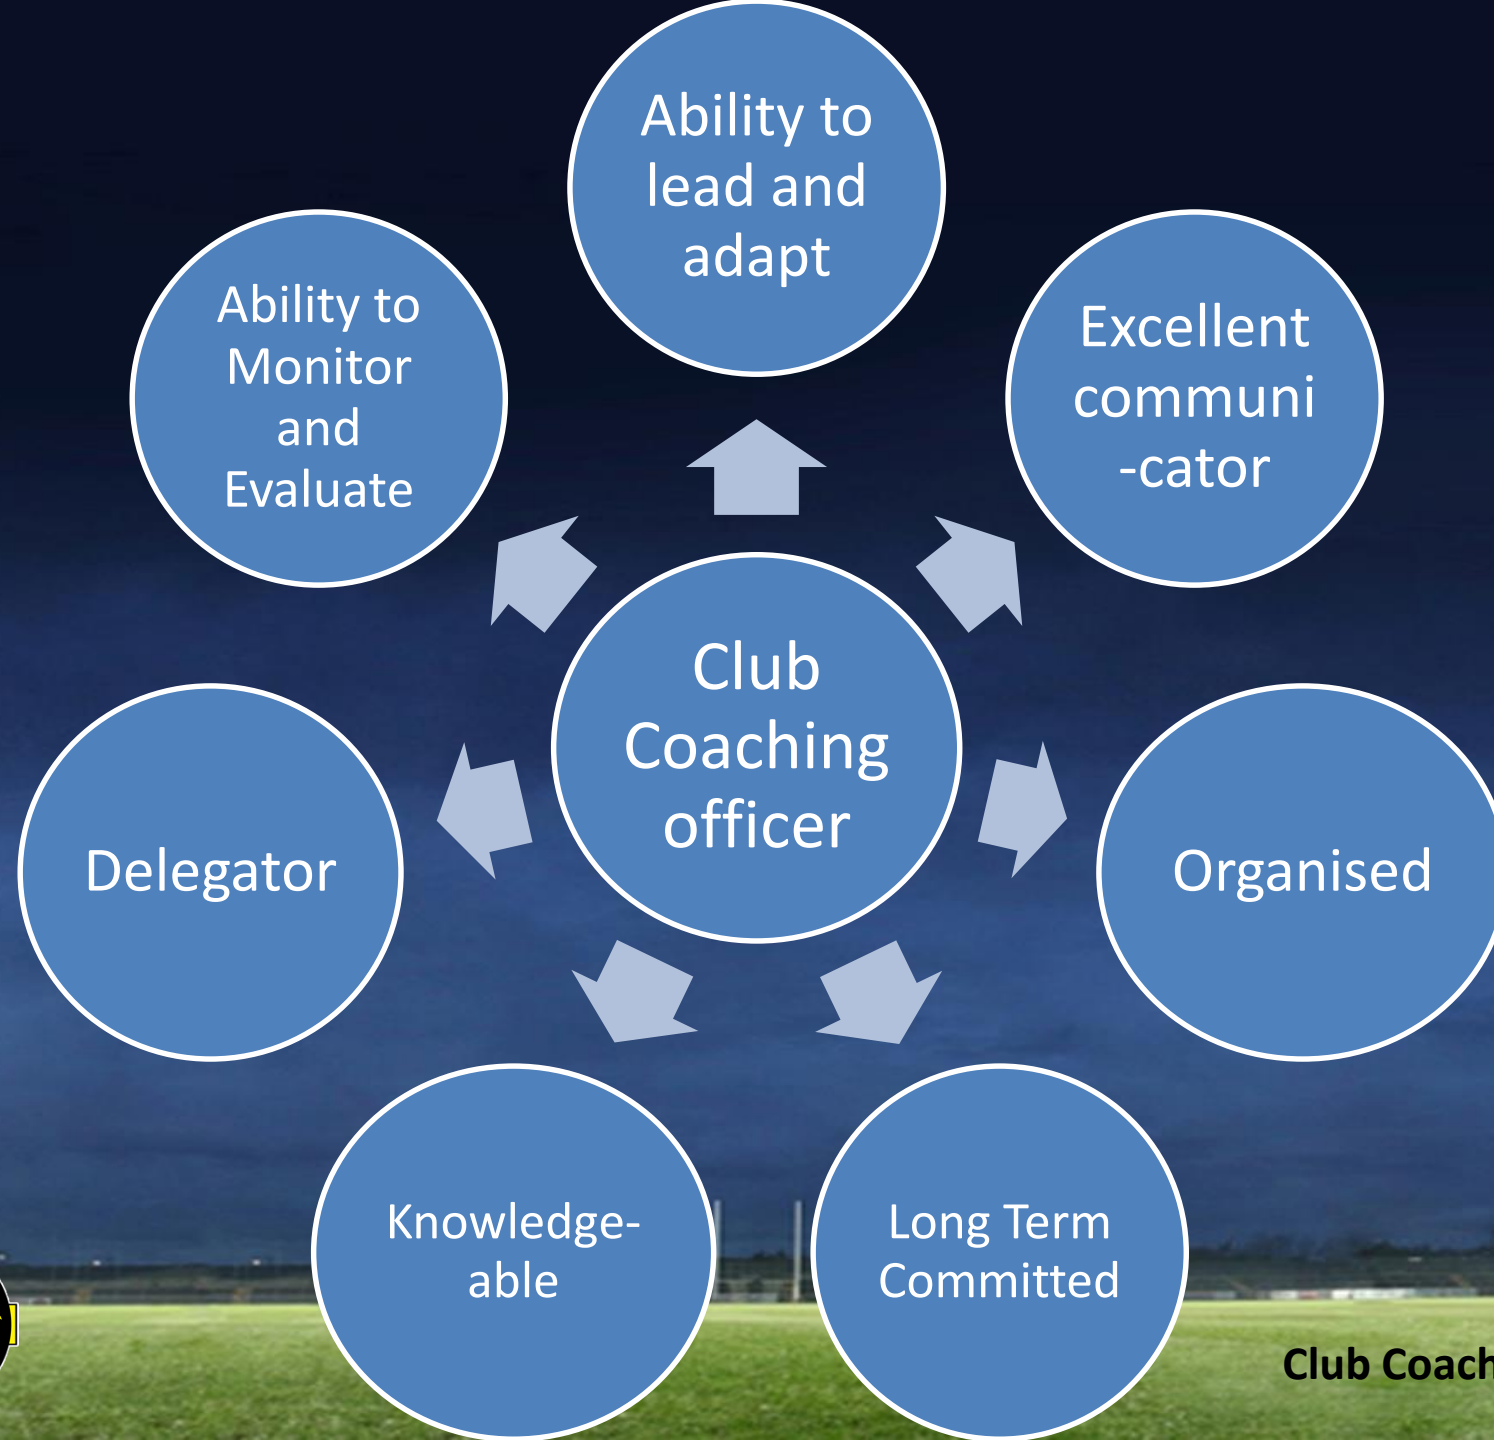 Ability to
lead and
adapt
Excellent
communi
-cator
Organised
Long Term
Committed
Knowledge-
able
Delegator
Ability to
Monitor
and
Evaluate
Club
Coaching
officer
Club Coach